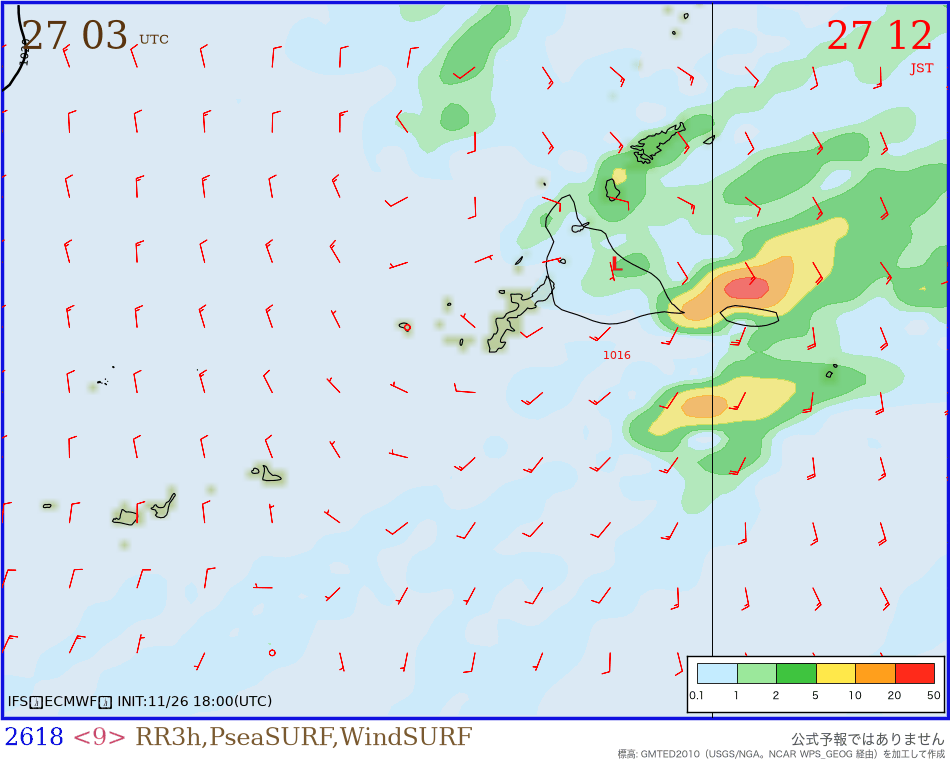 27 03 UTC
27 12
JST
1020
L
1016
0.1 1 2 5 10 20 50
IFS ECMWF INIT:11/26 18:00(UTC)
2618 <9> RR3h,PseaSURF,WindSURF
公式予報ではありません
標高: GMTED2010（USGS/NGA。NCAR WPS_GEOG 経由）を加工して作成